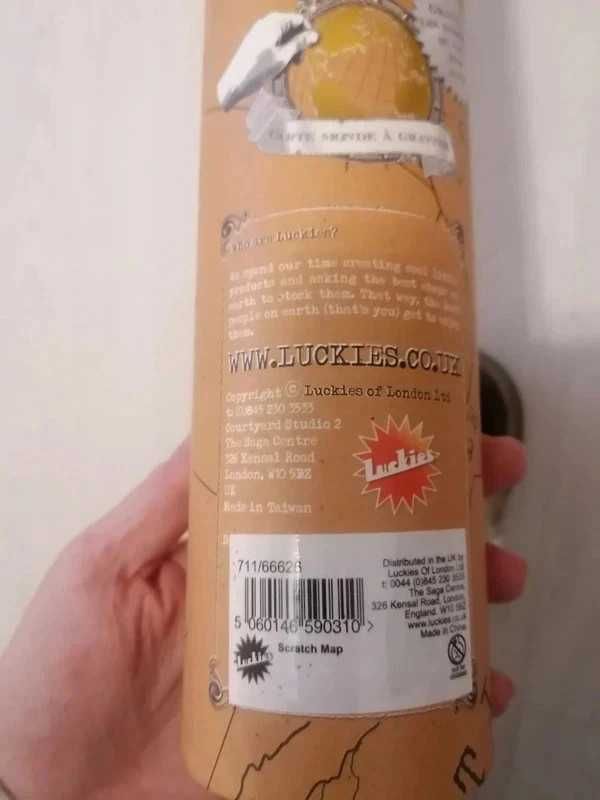 CARTE MONDE À
Who are Luckies?
We spend our time creating cool
products and asking the best shops on
earth to stock them. That way, the
people on earth (that's you) get to enjoy
them.
WWW.LUCKIES.CO.UK
Copyright © Luckies of London Ltd
t: (0)845 230 3533
Courtyard Studio 2
The Saga Centre
326 Kensal Road
London, W10 5BZ
UK
Made in Taiwan
Luckies
711/66626
5 060146 590310 >
Luckies
Scratch Map
Distributed in the UK by
Luckies Of London Ltd
t: 0044 (0)845 230 3533
The Saga Centre,
326 Kensal Road, London,
England. W10 5BZ
www.luckies.co.uk
Made in China
T